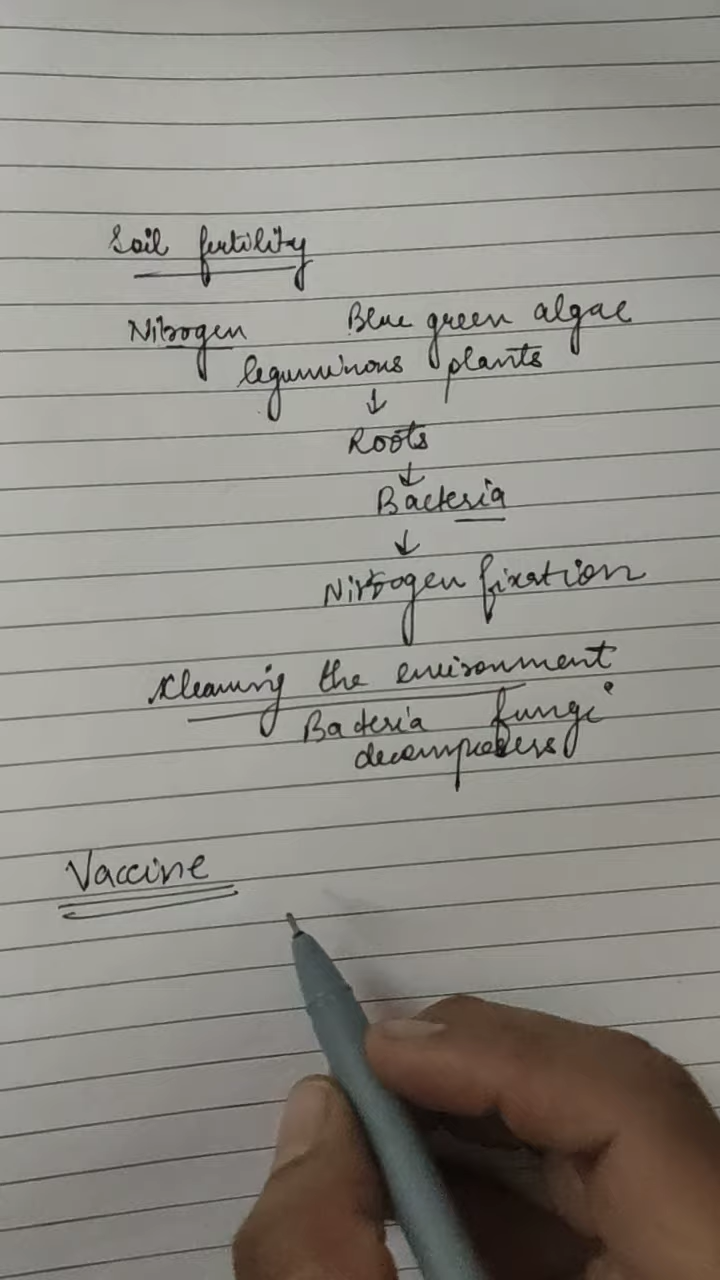 Soil fertility
Nitrogen Blue green algae
leguminous plants
↓
Roots
↓
Bacteria
↓
Nitrogen fixation
Cleaning the environment
Bacteria fungi
decomposers
Vaccine